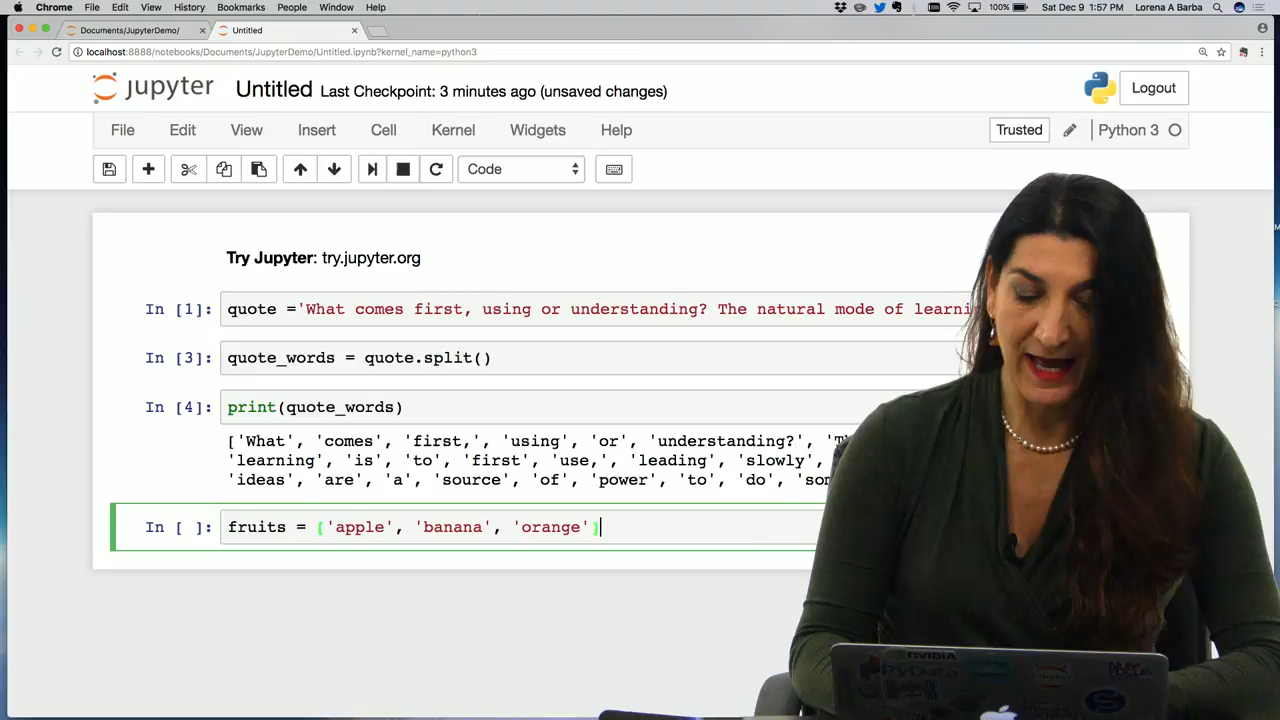 Chrome File Edit View History Bookmarks People Window Help 100% Sat Dec 9 1:57 PM Lorena A Barba
Documents/JupyterDemo/ Untitled
localhost:8888/notebooks/Documents/JupyterDemo/Untitled.ipynb?kernel_name=python3
jupyter Untitled Last Checkpoint: 3 minutes ago (unsaved changes) Logout
File Edit View Insert Cell Kernel Widgets Help Trusted Python 3
Code
Try Jupyter: try.jupyter.org
In [1]: quote ='What comes first, using or understanding? The natural mode of learni
In [3]: quote_words = quote.split()
In [4]: print(quote_words)
['What', 'comes', 'first,', 'using', 'or', 'understanding?',
'learning', 'is', 'to', 'first', 'use,', 'leading', 'slowly',
'ideas', 'are', 'a', 'source', 'of', 'power', 'to', 'do',
In [ ]: fruits = ['apple', 'banana', 'orange']
NVIDIA
PyData
jupyter